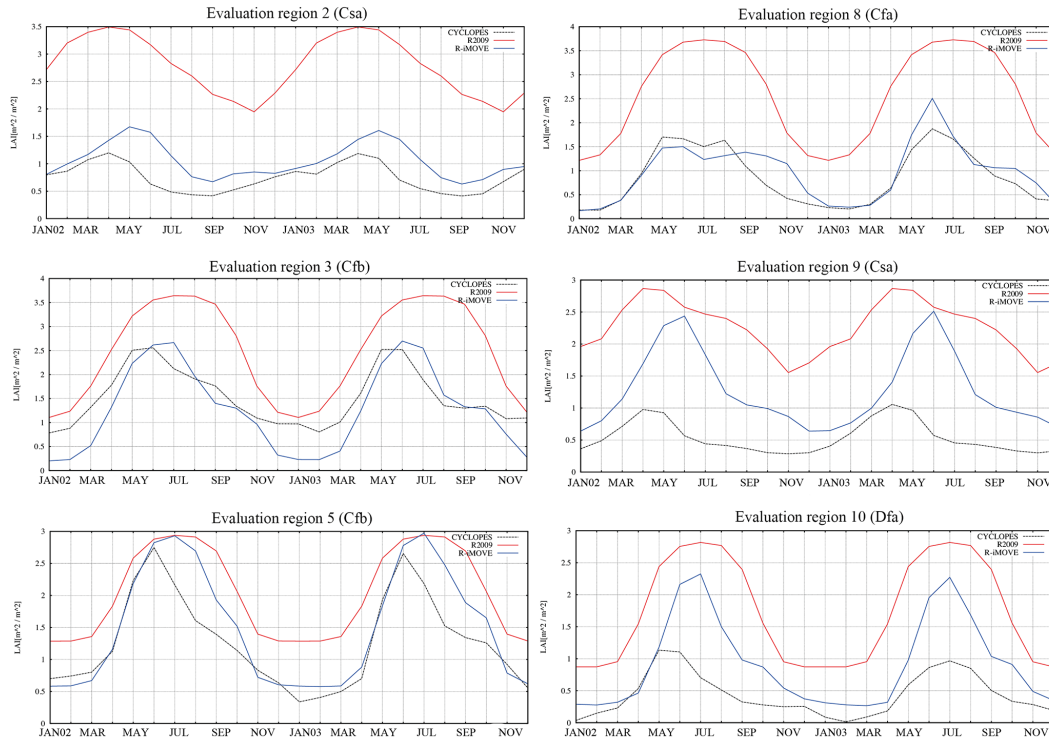 Evaluation region 2 (Csa)
CYCLOPES
R2009
R-iMOVE
LAI[m^2 / m^2]
3.5
3
2.5
2
1.5
1
0.5
0
JAN02 MAR MAY JUL SEP NOV JAN03 MAR MAY JUL SEP NOV
Evaluation region 8 (Cfa)
CYCLOPES
R2009
R-iMOVE
LAI[m^2 / m^2]
4
3.5
3
2.5
2
1.5
1
0.5
0
JAN02 MAR MAY JUL SEP NOV JAN03 MAR MAY JUL SEP NOV
Evaluation region 3 (Cfb)
CYCLOPES
R2009
R-iMOVE
LAI[m^2 / m^2]
4
3.5
3
2.5
2
1.5
1
0.5
0
JAN02 MAR MAY JUL SEP NOV JAN03 MAR MAY JUL SEP NOV
Evaluation region 9 (Csa)
CYCLOPES
R2009
R-iMOVE
LAI[m^2 / m^2]
3
2.5
2
1.5
1
0.5
0
JAN02 MAR MAY JUL SEP NOV JAN03 MAR MAY JUL SEP NOV
Evaluation region 5 (Cfb)
CYCLOPES
R2009
R-iMOVE
LAI[m^2 / m^2]
3
2.5
2
1.5
1
0.5
0
JAN02 MAR MAY JUL SEP NOV JAN03 MAR MAY JUL SEP NOV
Evaluation region 10 (Dfa)
CYCLOPES
R2009
R-iMOVE
LAI[m^2 / m^2]
3
2.5
2
1.5
1
0.5
0
JAN02 MAR MAY JUL SEP NOV JAN03 MAR MAY JUL SEP NOV